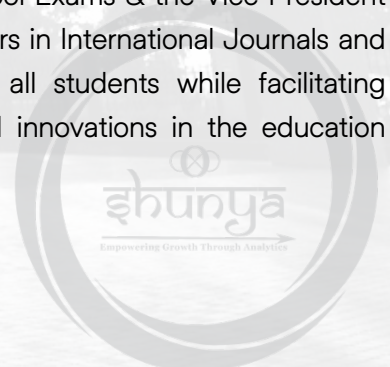 ool Exams & the Vice President
rs in International Journals and
all students while facilitating
innovations in the education
shunya
Empowering Growth Through Analytics